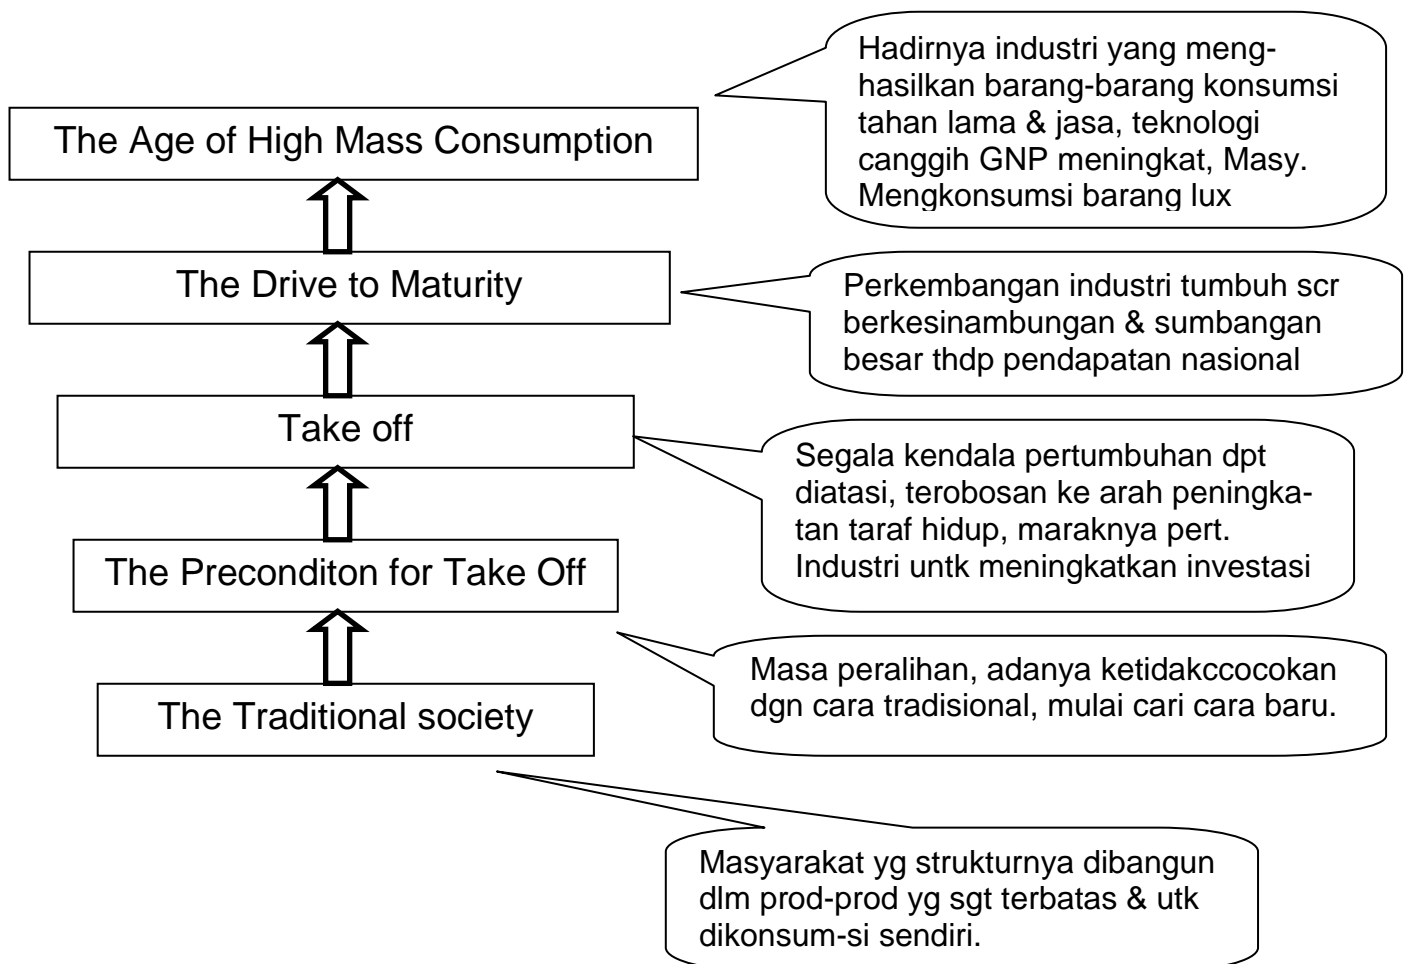 Hadirnya industri yang meng-
hasilkan barang-barang konsumsi
tahan lama & jasa, teknologi
canggih GNP meningkat, Masy.
Mengkonsumsi barang lux
The Age of High Mass Consumption
The Drive to Maturity
Perkembangan industri tumbuh scr
berkesinambungan & sumbangan
besar thdp pendapatan nasional
Take off
Segala kendala pertumbuhan dpt
diatasi, terobosan ke arah peningka-
tan taraf hidup, maraknya pert.
Industri untk meningkatkan investasi
The Preconditon for Take Off
Masa peralihan, adanya ketidakccocokan
dgn cara tradisional, mulai cari cara baru.
The Traditional society
Masyarakat yg strukturnya dibangun
dlm prod-prod yg sgt terbatas & utk
dikonsum-si sendiri.